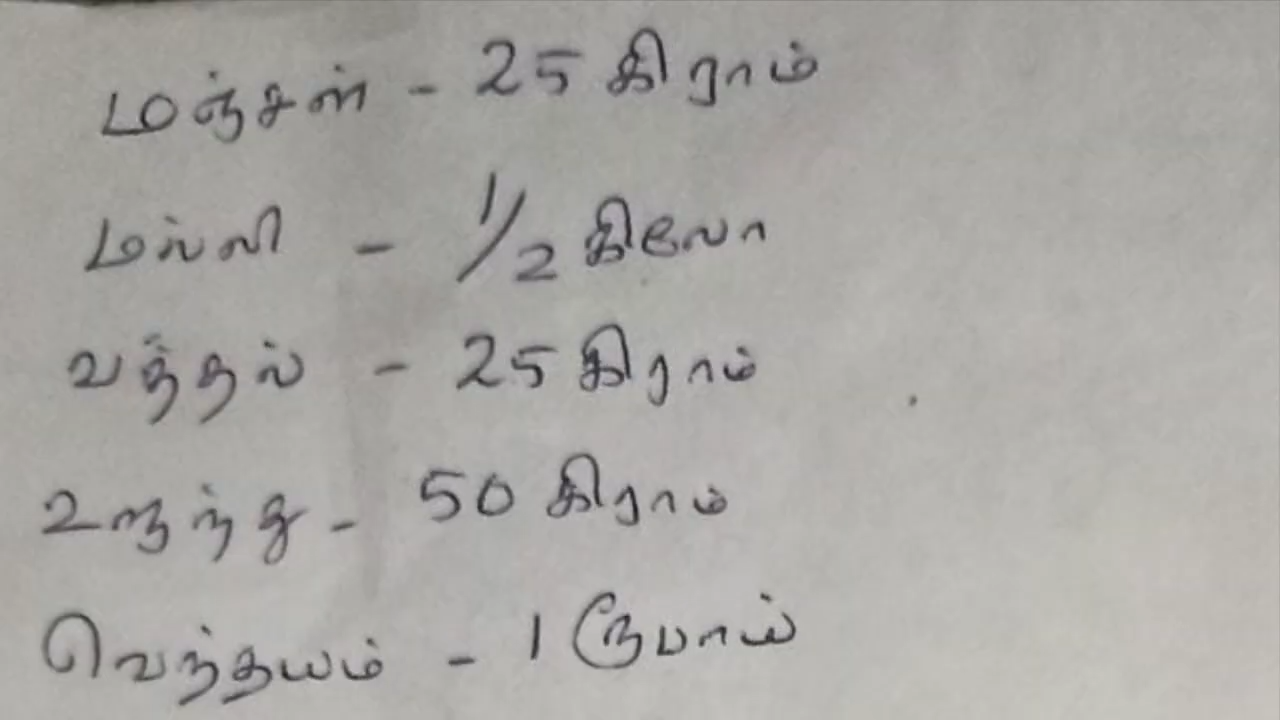 மஞ்சள் - 25 கிராம்
மல்லி - 1/2 கிலோ
வத்தல் - 25 கிராம்
உளுந்து - 50 கிராம்
வெந்தயம் - 1 ரூபாய்